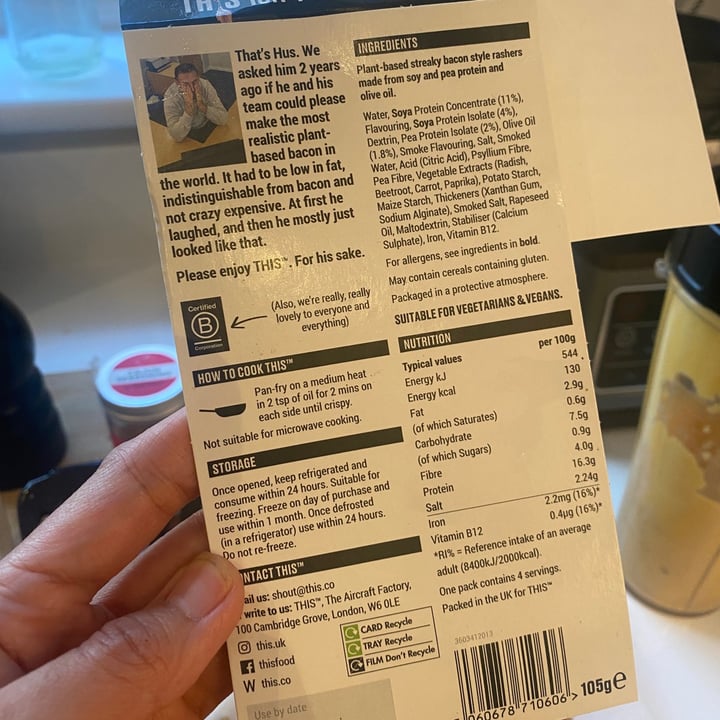 That's Hus. We
asked him 2 years
ago if he and his
team could please
make the most
realistic plant-
based bacon in
the world. It had to be low in fat,
indistinguishable from bacon and
not crazy expensive. At first he
laughed, and then he mostly just
looked like that.
Please enjoy THIS™. For his sake.
Certified
B
Corporation
(Also, we're really, really
lovely to everyone and
everything)
HOW TO COOK THIS™
Pan-fry on a medium heat
in 2 tsp of oil for 2 mins on
each side until crispy.
Not suitable for microwave cooking.
STORAGE
Once opened, keep refrigerated and
consume within 24 hours. Suitable for
freezing. Freeze on day of purchase and
use within 1 month. Once defrosted
(in a refrigerator) use within 24 hours.
Do not re-freeze.
NTACT THIS™
ail us: shout@this.co
write to us: THIS™, The Aircraft Factory,
100 Cambridge Grove, London, W6 0LE
this.uk
thisfood
W this.co
CARD Recycle
TRAY Recycle
FILM Don't Recycle
Use by date
INGREDIENTS
Plant-based streaky bacon style rashers
made from soy and pea protein and
olive oil.
Water, Soya Protein Concentrate (11%),
Flavouring, Soya Protein Isolate (4%),
Dextrin, Pea Protein Isolate (2%), Olive Oil
(1.8%), Smoke Flavouring, Salt, Smoked
Water, Acid (Citric Acid), Psyllium Fibre,
Pea Fibre, Vegetable Extracts (Radish,
Beetroot, Carrot, Paprika), Potato Starch,
Maize Starch, Thickeners (Xanthan Gum,
Sodium Alginate), Smoked Salt, Rapeseed
Oil, Maltodextrin, Stabiliser (Calcium
Sulphate), Iron, Vitamin B12.
For allergens, see ingredients in bold.
May contain cereals containing gluten.
Packaged in a protective atmosphere.
SUITABLE FOR VEGETARIANS & VEGANS.
NUTRITION
Typical values per 100g
Energy kJ 544
Energy kcal 130
Fat 2.9g
(of which Saturates) 0.6g
Carbohydrate 7.5g
(of which Sugars) 0.9g
Fibre 4.0g
Protein 16.3g
Salt 2.24g
Iron 2.2mg (16%)*
Vitamin B12 0.4µg (16%)*
*RI% = Reference intake of an average
adult (8400kJ/2000kcal).
One pack contains 4 servings.
Packed in the UK for THIS™
3603412013
060678 710606 >
105g e